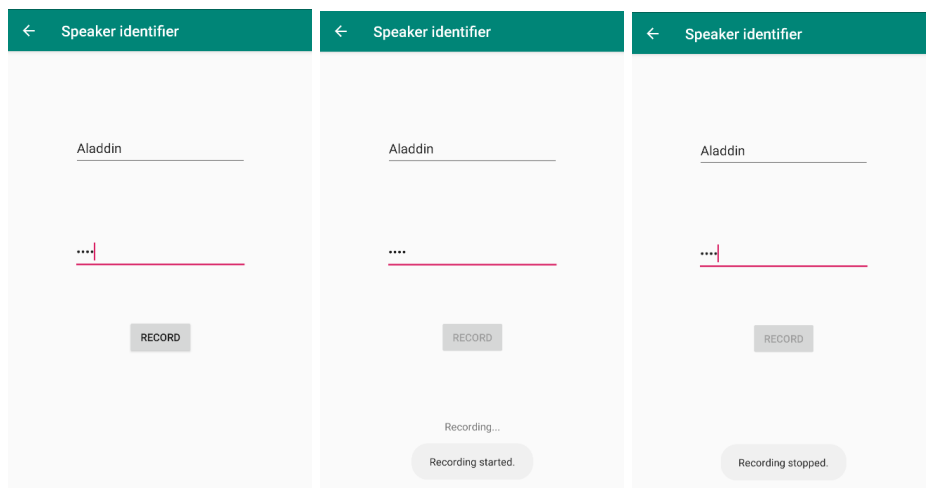 Speaker identifier
Aladdin
••••
RECORD
Speaker identifier
Aladdin
••••
RECORD
Recording...
Recording started.
Speaker identifier
Aladdin
••••
RECORD
Recording stopped.